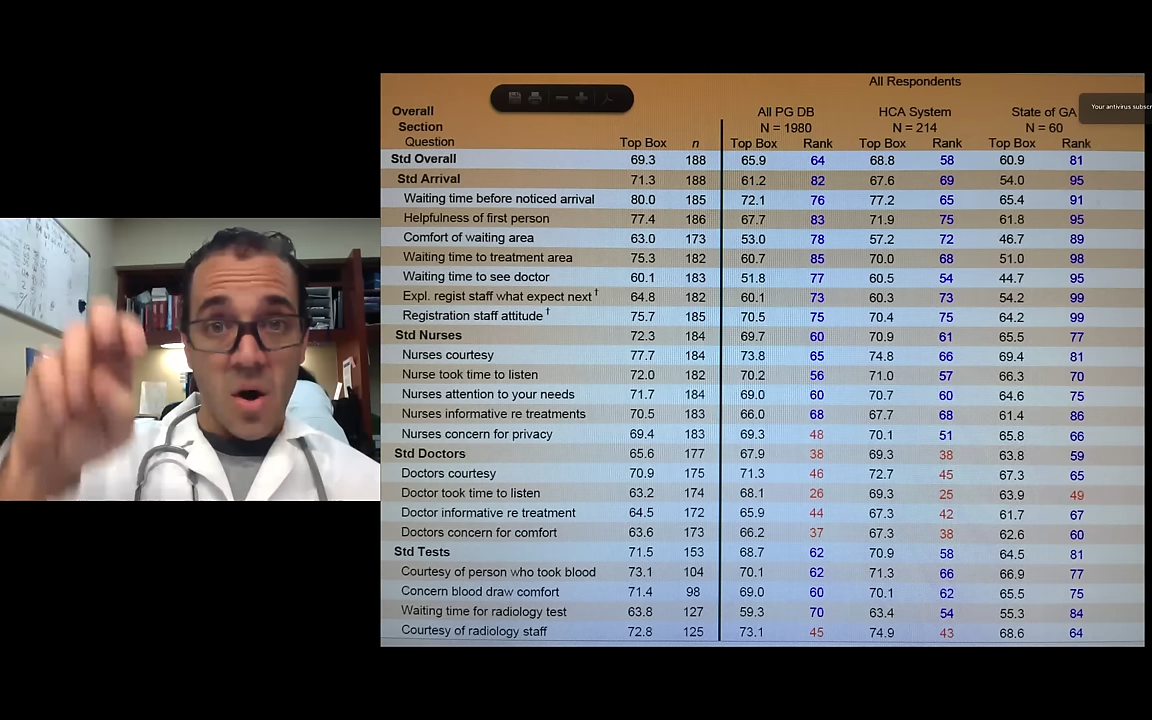 All Respondents
Your antivirus subscr
Overall All PG DB HCA System State of GA
Section N = 1980 N = 214 N = 60
Question Top Box n Top Box Rank Top Box Rank Top Box Rank
Std Overall 69.3 188 65.9 64 68.8 58 60.9 81
Std Arrival 71.3 188 61.2 82 67.6 69 54.0 95
Waiting time before noticed arrival 80.0 185 72.1 76 77.2 65 65.4 91
Helpfulness of first person 77.4 186 67.7 83 71.9 75 61.8 95
Comfort of waiting area 63.0 173 53.0 78 57.2 72 46.7 89
Waiting time to treatment area 75.3 182 60.7 85 70.0 68 51.0 98
Waiting time to see doctor 60.1 183 51.8 77 60.5 54 44.7 95
Expl. regist staff what expect next † 64.8 182 60.1 73 60.3 73 54.2 99
Registration staff attitude † 75.7 185 70.5 75 70.4 75 64.2 99
Std Nurses 72.3 184 69.7 60 70.9 61 65.5 77
Nurses courtesy 77.7 184 73.8 65 74.8 66 69.4 81
Nurse took time to listen 72.0 182 70.2 56 71.0 57 66.3 70
Nurses attention to your needs 71.7 184 69.0 60 70.7 60 64.6 75
Nurses informative re treatments 70.5 183 66.0 68 67.7 68 61.4 86
Nurses concern for privacy 69.4 183 69.3 48 70.1 51 65.8 66
Std Doctors 65.6 177 67.9 38 69.3 38 63.8 59
Doctors courtesy 70.9 175 71.3 46 72.7 45 67.3 65
Doctor took time to listen 63.2 174 68.1 26 69.3 25 63.9 49
Doctor informative re treatment 64.5 172 65.9 44 67.3 42 61.7 67
Doctors concern for comfort 63.6 173 66.2 37 67.3 38 62.6 60
Std Tests 71.5 153 68.7 62 70.9 58 64.5 81
Courtesy of person who took blood 73.1 104 70.1 62 71.3 66 66.9 77
Concern blood draw comfort 71.4 98 69.0 60 70.1 62 65.5 75
Waiting time for radiology test 63.8 127 59.3 70 63.4 54 55.3 84
Courtesy of radiology staff 72.8 125 73.1 45 74.9 43 68.6 64